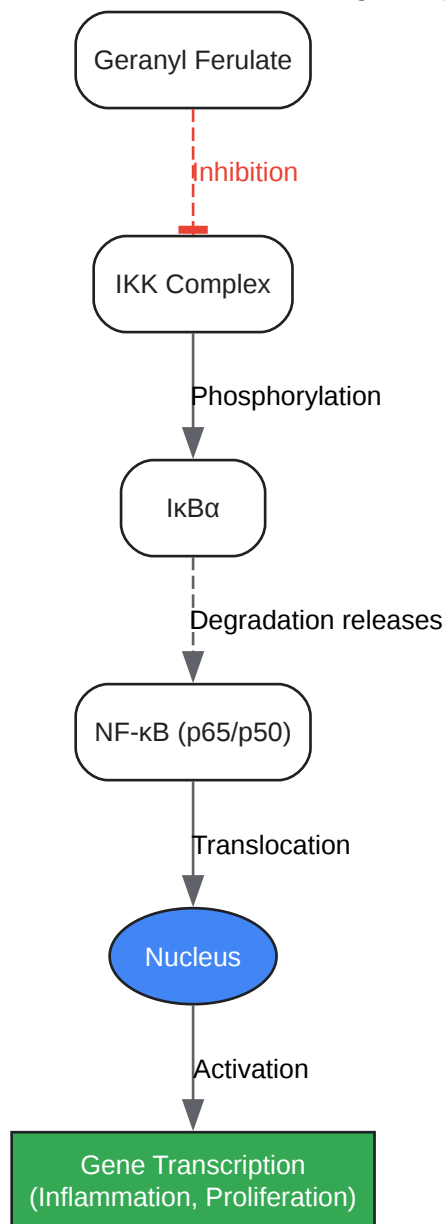 Geranyl Ferulate
Inhibition
IKK Complex
Phosphorylation
IκBα
Degradation releases
NF-κB (p65/p50)
Translocation
Nucleus
Activation
Gene Transcription
(Inflammation, Proliferation)